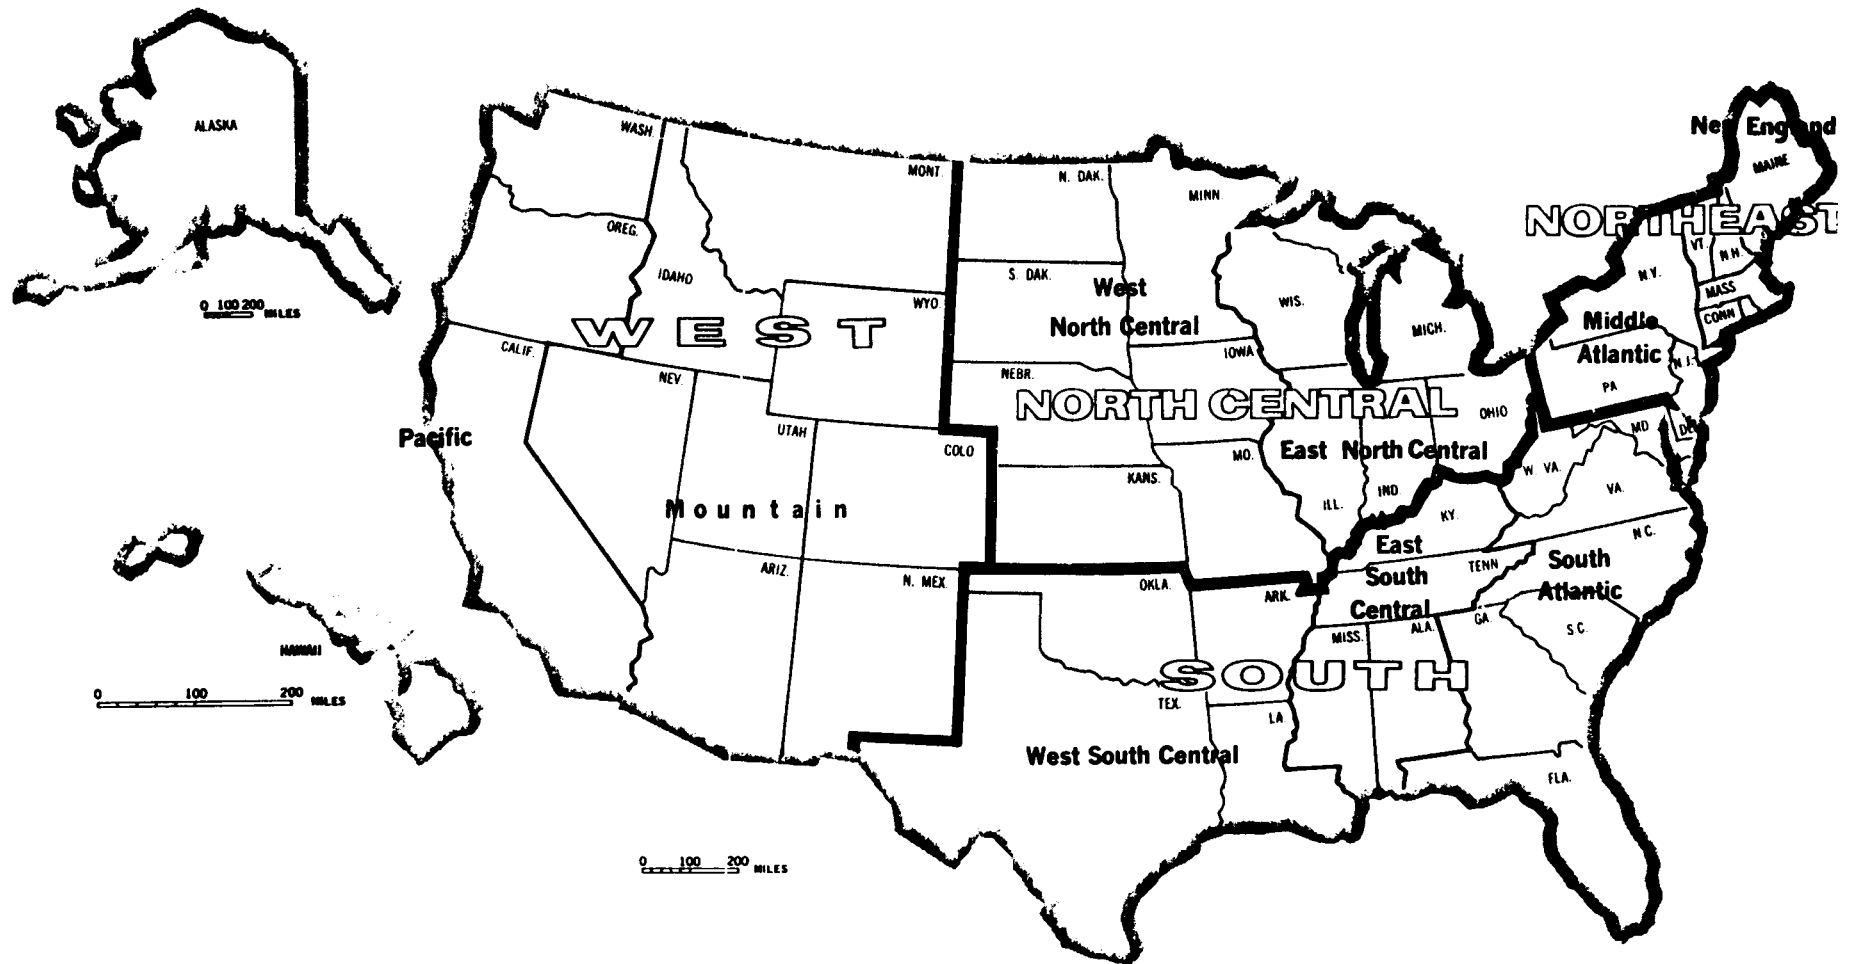 ALASKA
0 100 200
MILES
HAWAII
0 100 200
MILES
0 100 200
MILES
WEST
Pacific
Mountain
WASH.
OREG.
IDAHO
MONT.
WYO.
CALIF.
NEV.
UTAH
COLO
ARIZ.
N. MEX.
NORTH CENTRAL
West
North Central
East North Central
N. DAK.
S. DAK.
NEBR.
KANS.
MINN
IOWA
MO.
WIS.
MICH.
ILL.
IND.
OHIO
NORTHEAST
New England
Middle
Atlantic
MAINE
VT.
N.H.
MASS
CONN
N.Y.
N.J.
PA
SOUTH
West South Central
East
South
Central
South
Atlantic
OKLA.
ARK.
TEX.
LA
KY.
TENN
MISS.
ALA.
MD
DEL
W. VA.
VA.
N C.
S.C.
GA.
FLA.